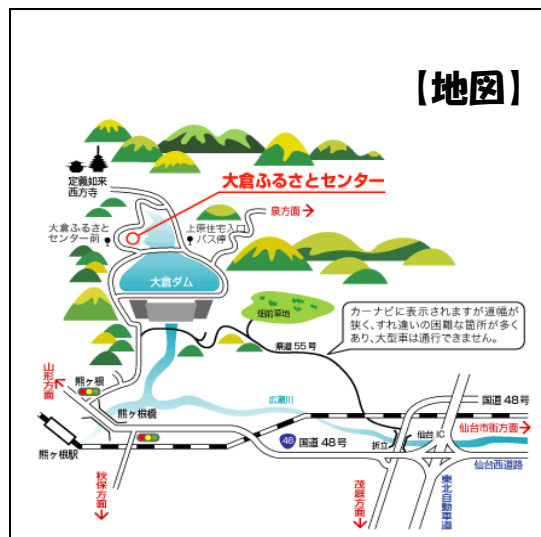 【地図】
定義如来
西方寺
大倉ふるさとセンター
泉方面
大倉ふるさと
センター前
上原住宅入口
バス停
大倉ダム
畑前草地
カーナビに表示されますが道幅が
狭く、すれ違いの困難な箇所が多く
あり、大型車は通行できません。
県道55号
山形方面
熊ヶ根
熊ヶ根橋
広瀬川
国道48号
仙台市街方面
熊ヶ根駅
48
国道48号
折立
仙台IC
仙台西道路
秋保方面
茂庭方面
東北自動車道